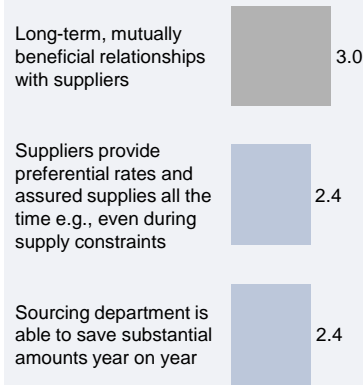 Long-term, mutually
beneficial relationships
with suppliers
3.0
Suppliers provide
preferential rates and
assured supplies all the
time e.g., even during
supply constraints
2.4
Sourcing department is
able to save substantial
amounts year on year
2.4